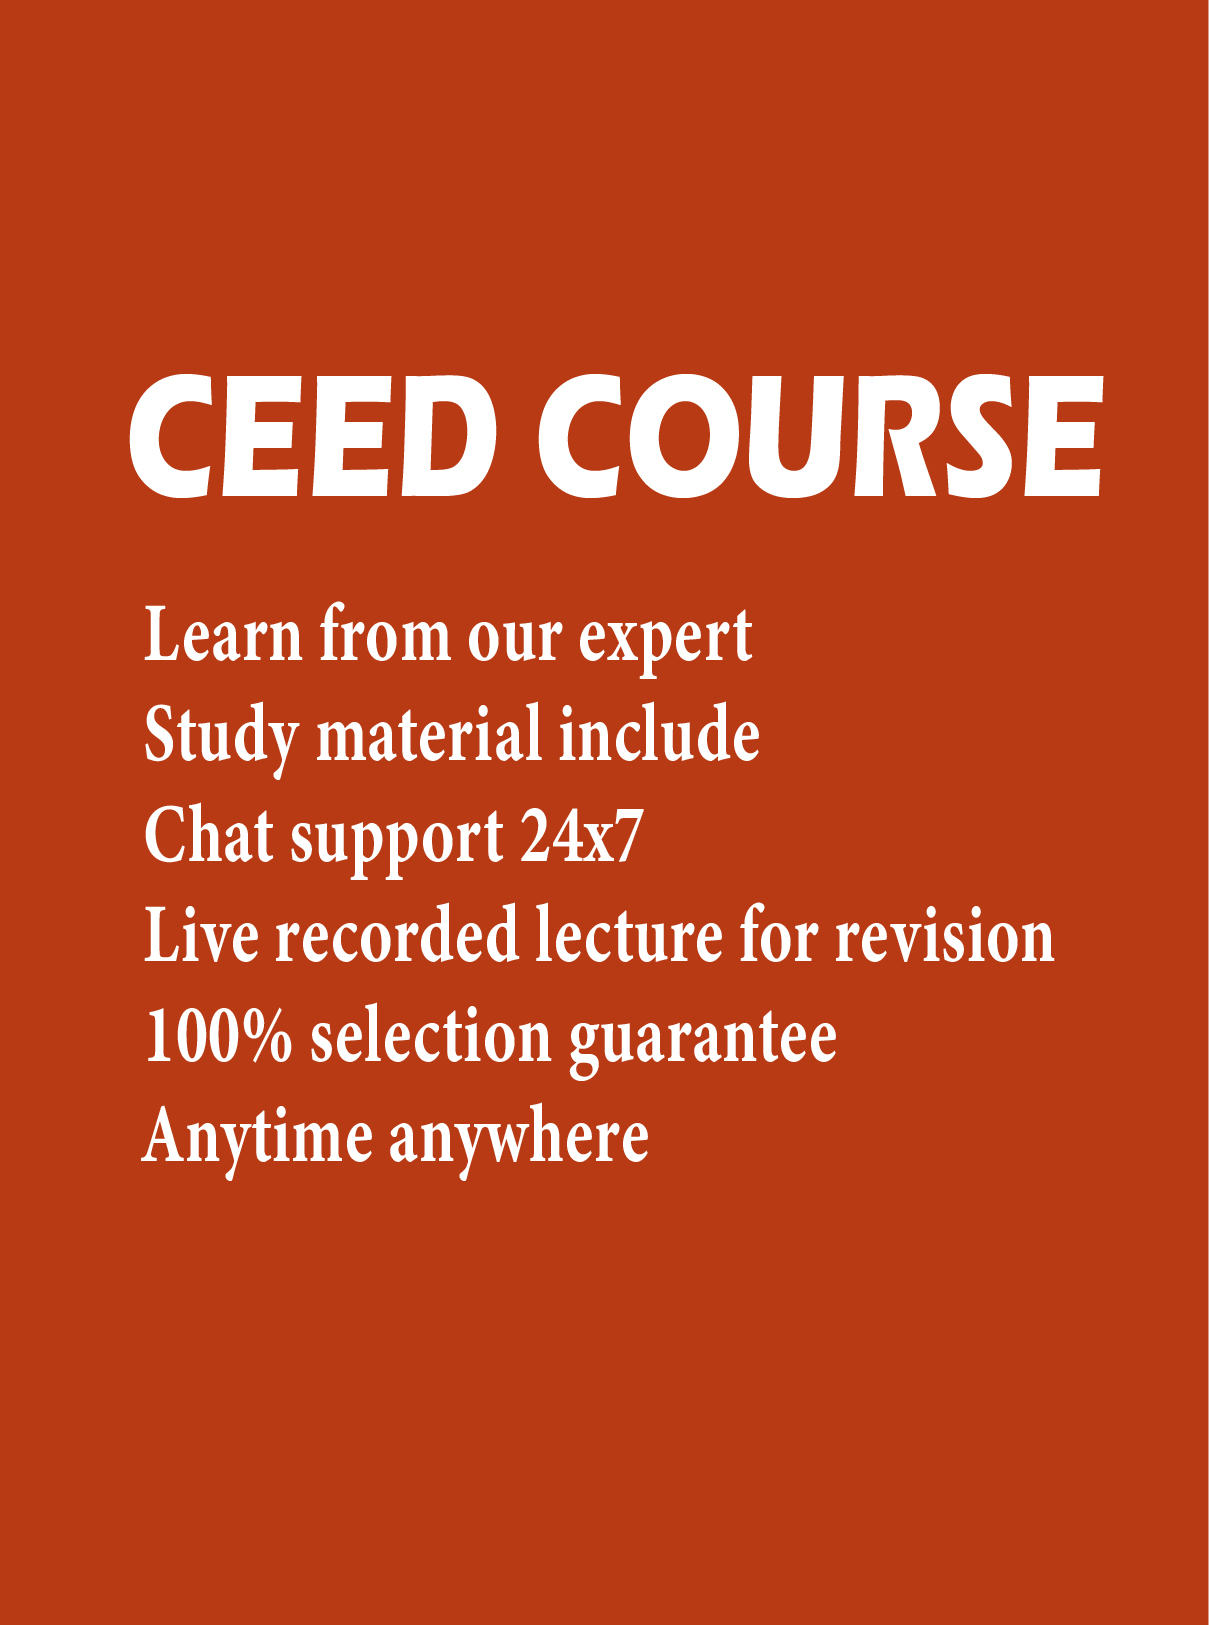 CEED COURSE
Learn from our expert
Study material include
Chat support 24x7
Live recorded lecture for revision
100% selection guarantee
Anytime anywhere